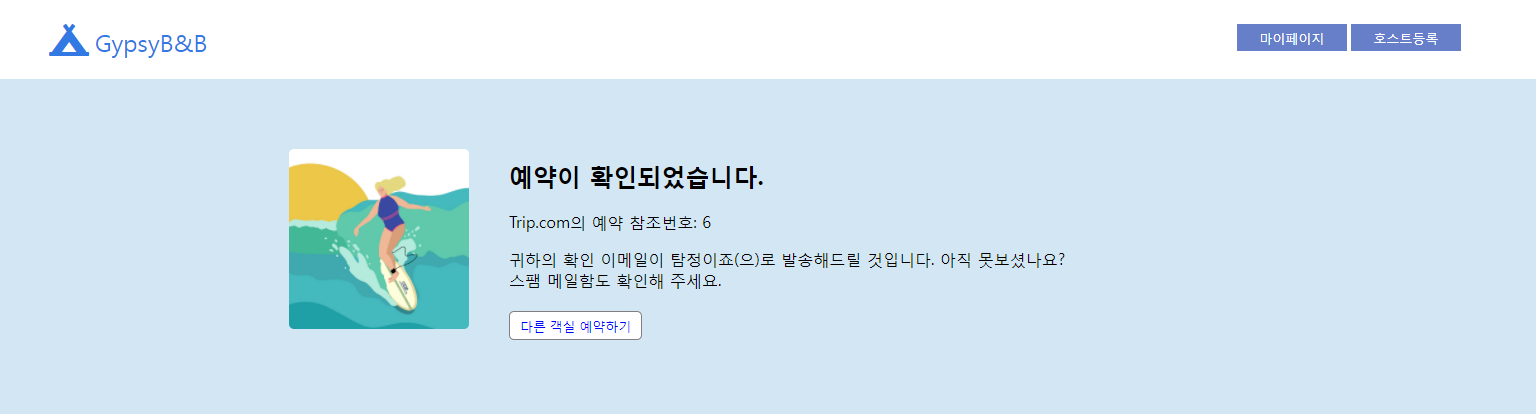 GypsyB&B
마이페이지
호스트등록
예약이 확인되었습니다.
Trip.com의 예약 참조번호: 6
귀하의 확인 이메일이 탐정이죠(으)로 발송해드릴 것입니다. 아직 못보셨나요?
스팸 메일함도 확인해 주세요.
다른 객실 예약하기